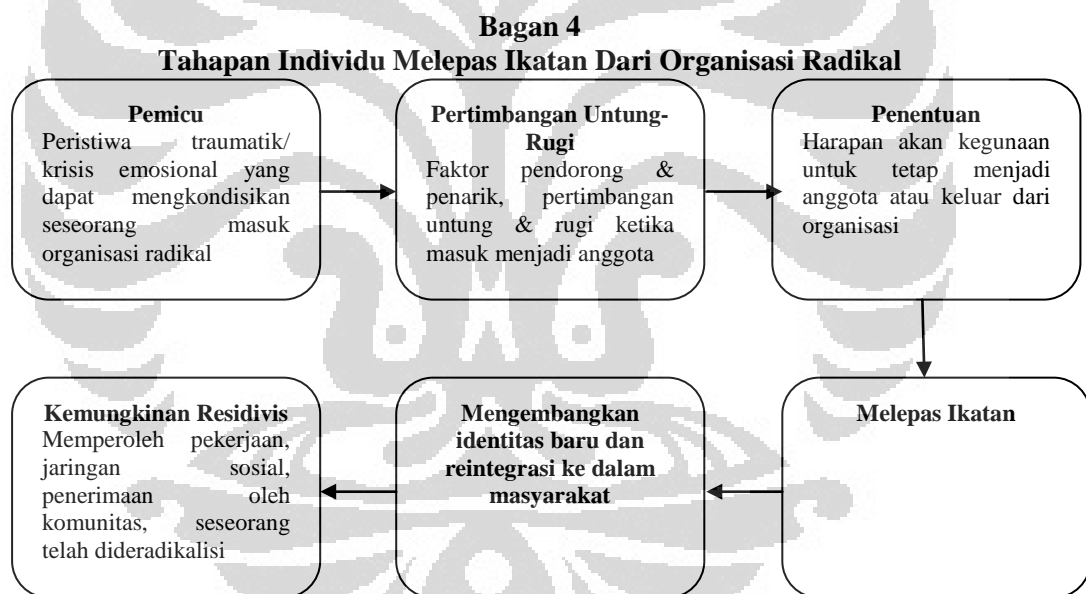 Bagan 4
Tahapan Individu Melepas Ikatan Dari Organisasi Radikal
Pemicu
Peristiwa traumatik/
krisis emosional yang
dapat mengkondisikan
seseorang masuk
organisasi radikal
Pertimbangan Untung-
Rugi
Faktor pendorong &
penarik, pertimbangan
untung & rugi ketika
masuk menjadi anggota
Penentuan
Harapan akan kegunaan
untuk tetap menjadi
anggota atau keluar dari
organisasi
Melepas Ikatan
Mengembangkan
identitas baru dan
reintegrasi ke dalam
masyarakat
Kemungkinan Residivis
Memperoleh pekerjaan,
jaringan sosial,
penerimaan oleh
komunitas, seseorang
telah dideradikalisi